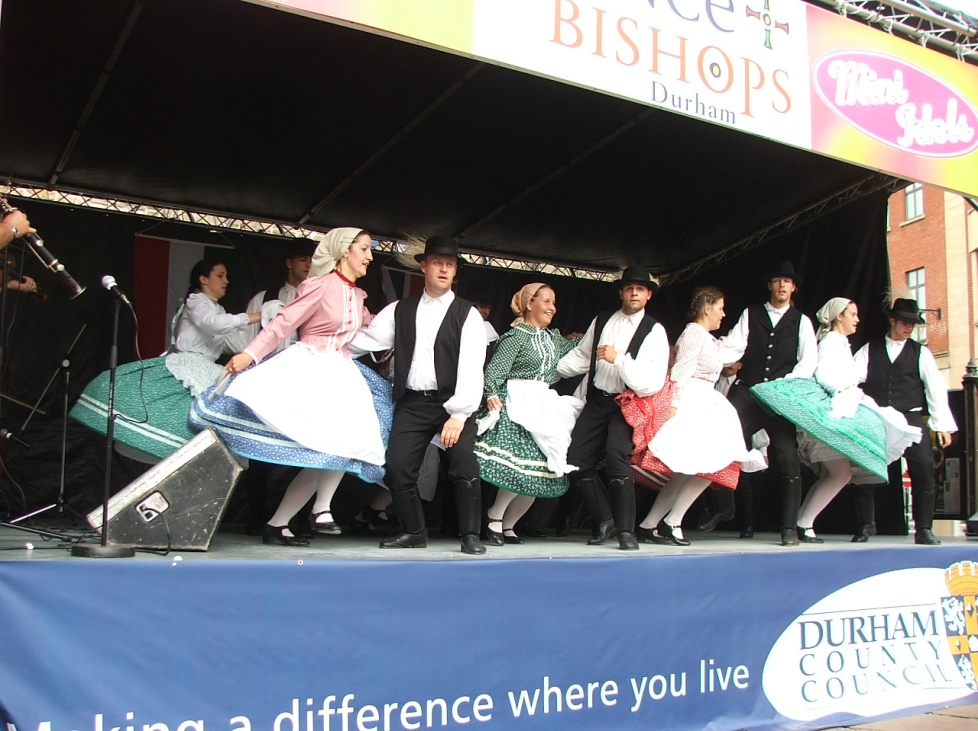 BISHOPS
Durham
Mini
Idols
DURHAM
COUNTY
COUNCIL
Making a difference where you live